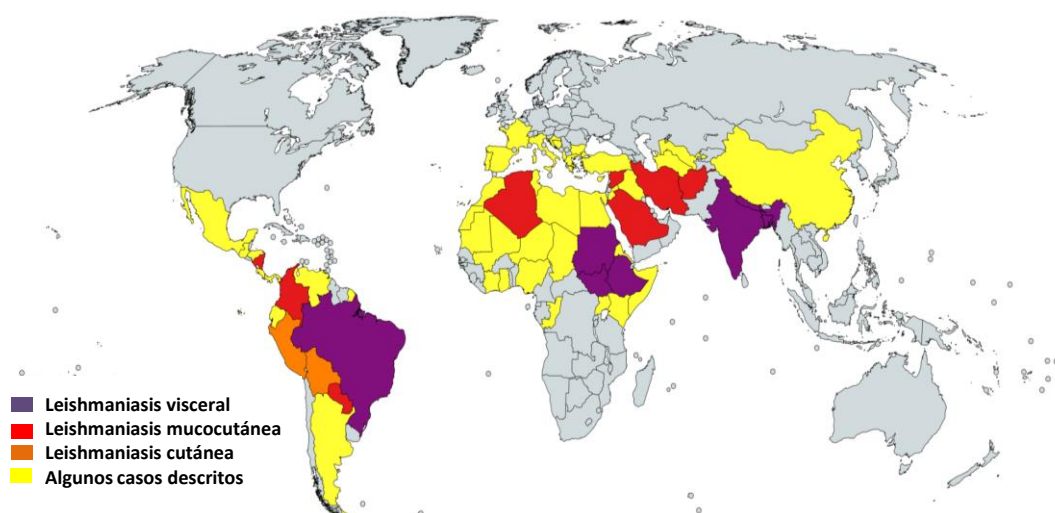 Leishmaniasis visceral
Leishmaniasis mucocutánea
Leishmaniasis cutánea
Algunos casos descritos